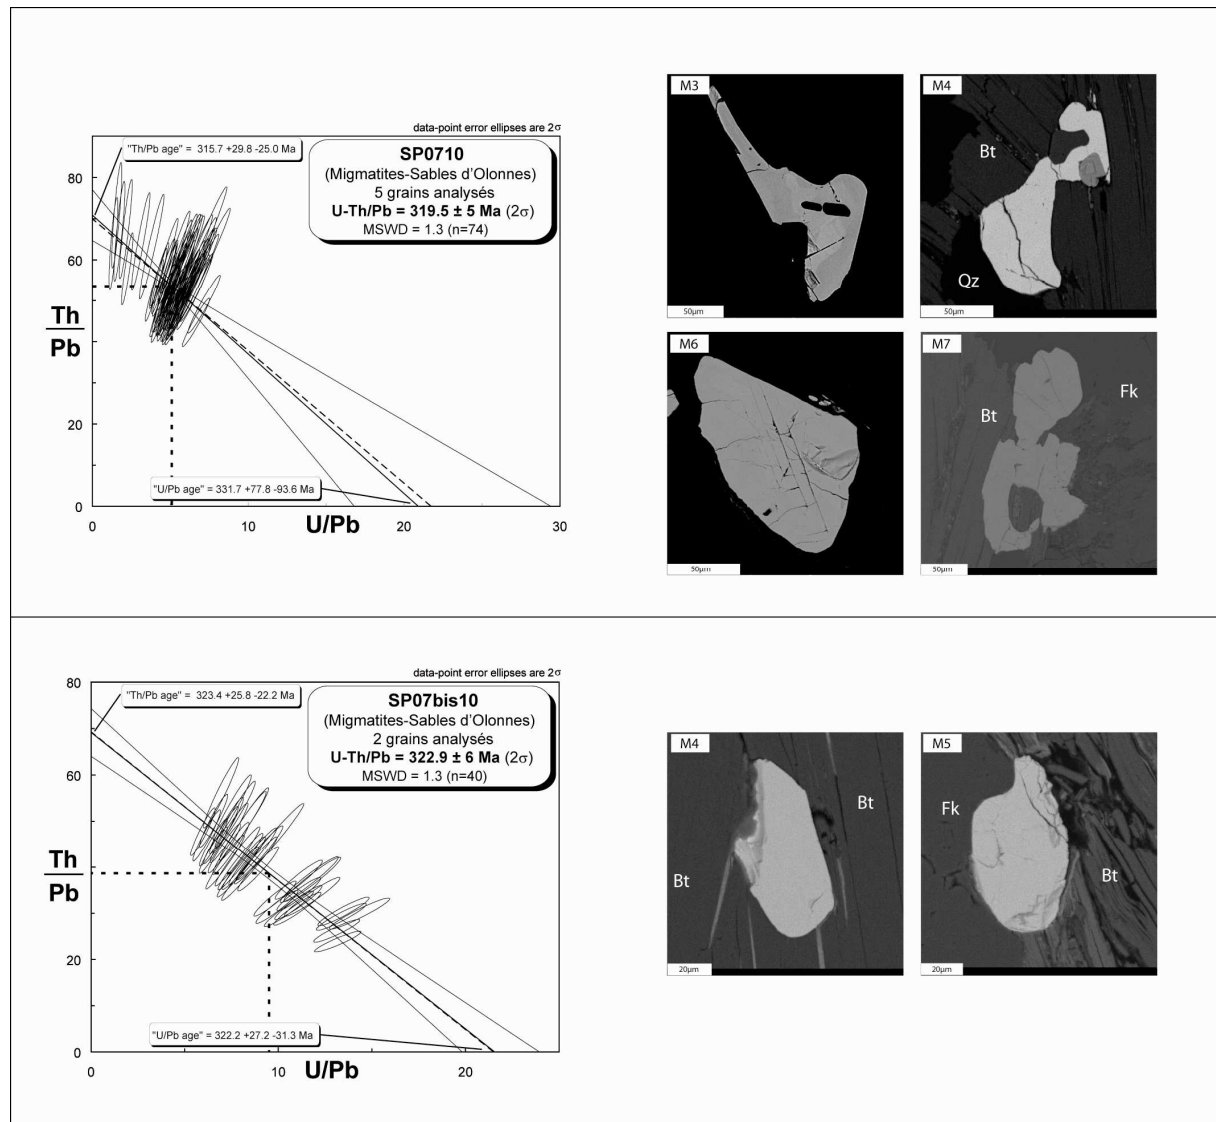 data-point error ellipses are 2σ
"Th/Pb age" = 315.7 +29.8 -25.0 Ma
SP0710
(Migmatites-Sables d'Olonnes)
5 grains analysés
U-Th/Pb = 319.5 ± 5 Ma (2σ)
MSWD = 1.3 (n=74)
80
60
Th
Pb
40
20
0
"U/Pb age" = 331.7 +77.8 -93.6 Ma
0
10
20
30
U/Pb
M3
50µm
M4
Bt
Qz
50µm
M6
50µm
M7
Bt
Fk
50µm
data-point error ellipses are 2σ
"Th/Pb age" = 323.4 +25.8 -22.2 Ma
SP07bis10
(Migmatites-Sables d'Olonnes)
2 grains analysés
U-Th/Pb = 322.9 ± 6 Ma (2σ)
MSWD = 1.3 (n=40)
80
60
40
Th
Pb
20
0
"U/Pb age" = 322.2 +27.2 -31.3 Ma
0
10
20
U/Pb
M4
Bt
Bt
20µm
M5
Fk
Bt
20µm